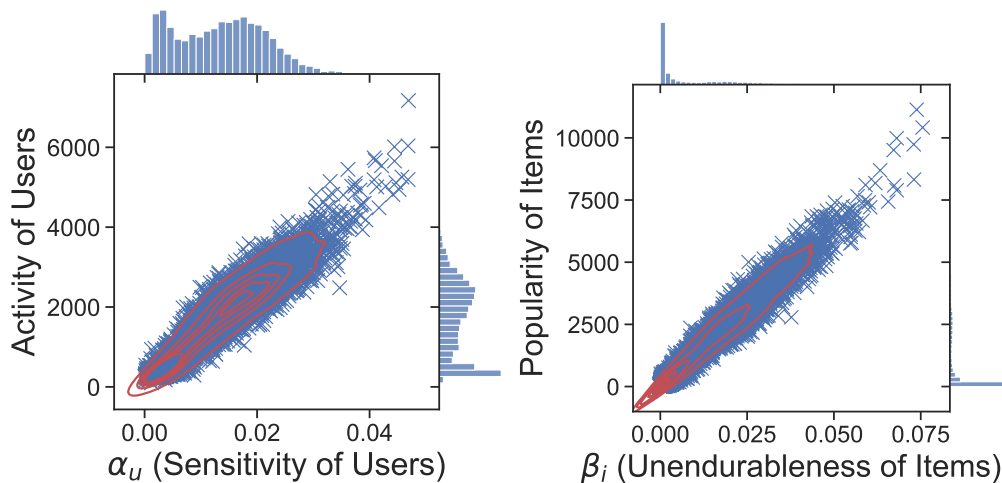 Activity of Users
6000
4000
2000
0
0.00 0.02 0.04
αu (Sensitivity of Users)
Popularity of Items
10000
7500
5000
2500
0
0.000 0.025 0.050 0.075
βi (Unendurableness of Items)